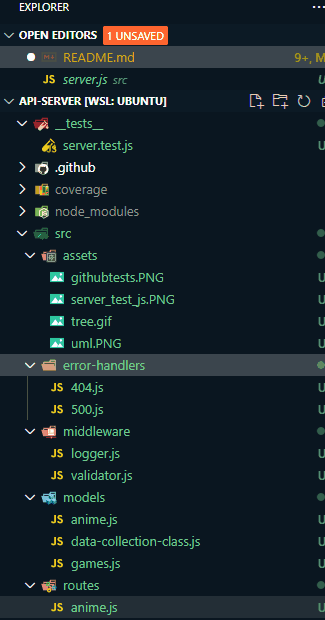 EXPLORER
OPEN EDITORS 1 UNSAVED
README.md 9+, M
JS server.js src U
API-SERVER [WSL: UBUNTU]
__tests__
server.test.js U
.github
coverage
node_modules
src
assets
githubtests.PNG U
server_test_js.PNG U
tree.gif U
uml.PNG U
error-handlers
JS 404.js U
JS 500.js U
middleware
JS logger.js U
JS validator.js U
models
JS anime.js U
JS data-collection-class.js U
JS games.js U
routes
JS anime.js U